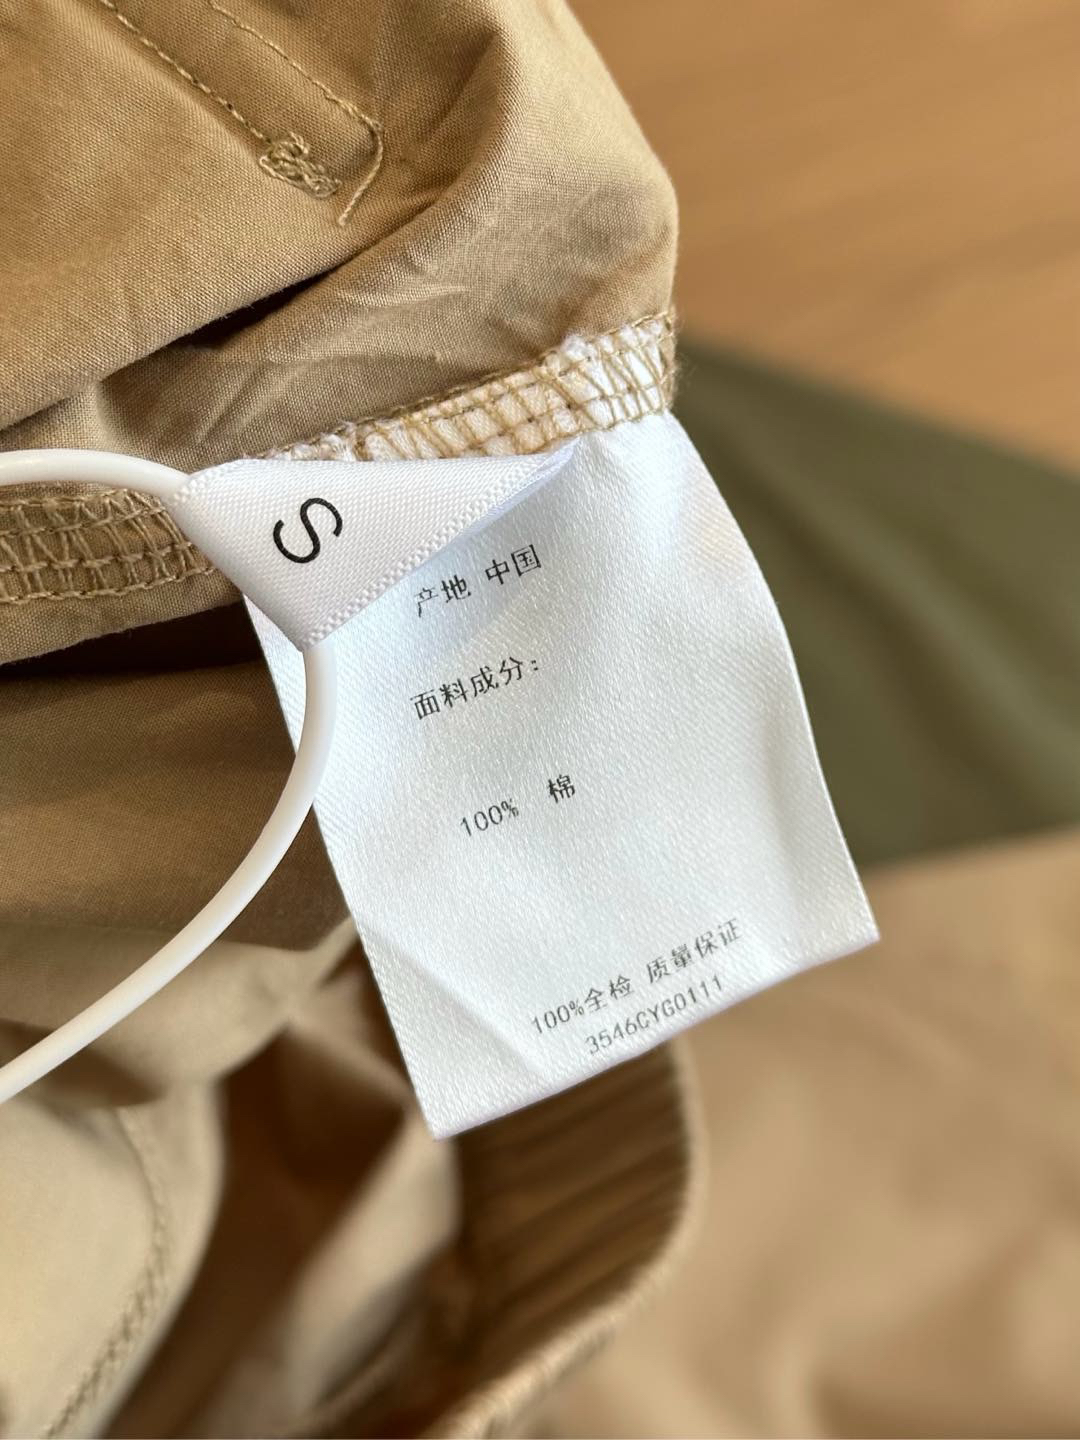 S
产地 中国
面料成分：
100% 棉
100%全检 质量保证
3546CYG0111